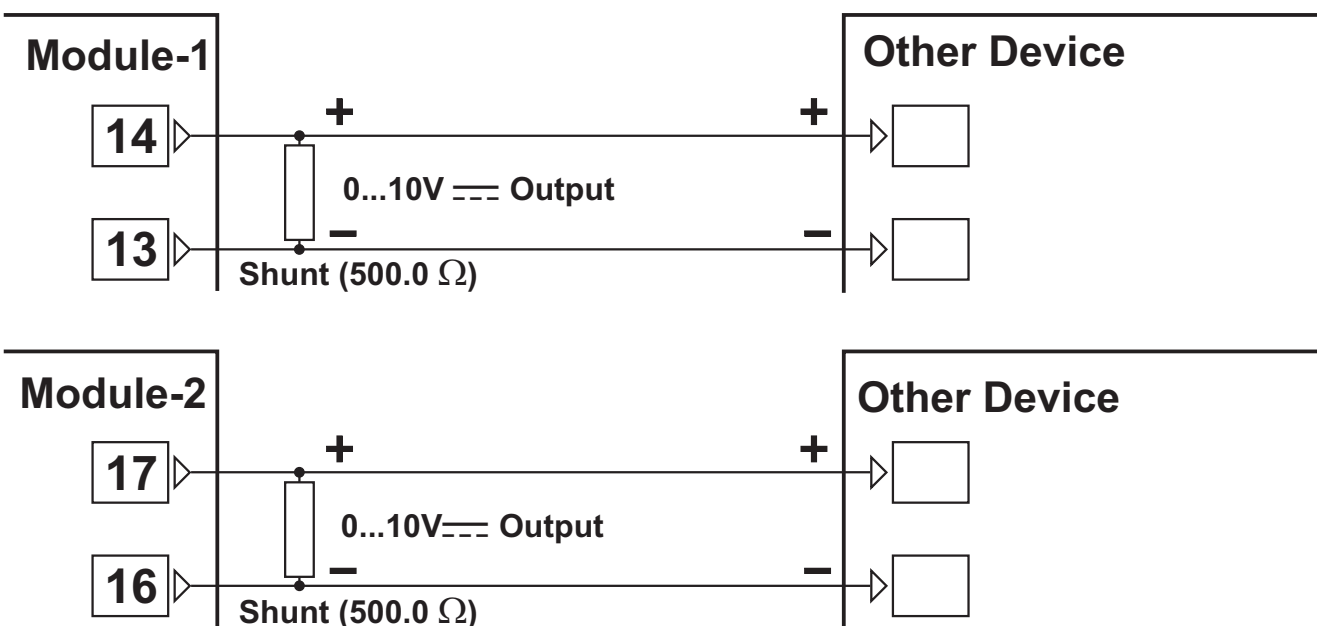 Module-1
Other Device
14
+
+
0...10V ⎓ Output
13
−
−
Shunt (500.0 Ω)
Module-2
Other Device
17
+
+
0...10V⎓ Output
16
−
−
Shunt (500.0 Ω)